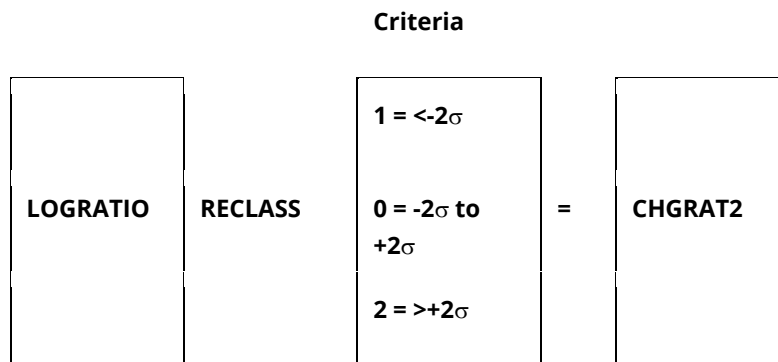 Criteria
1 = <-2σ
LOGRATIO RECLASS 0 = -2σ to = CHGRAT2
+2σ
2 = >+2σ